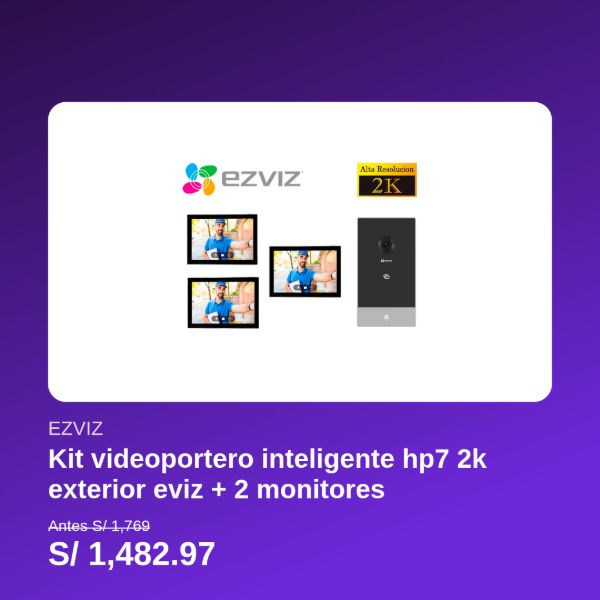 ezviz
Alta Resolucion
2K
EZVIZ
Kit videoportero inteligente hp7 2k
exterior eviz + 2 monitores
Antes S/ 1,769
S/ 1,482.97